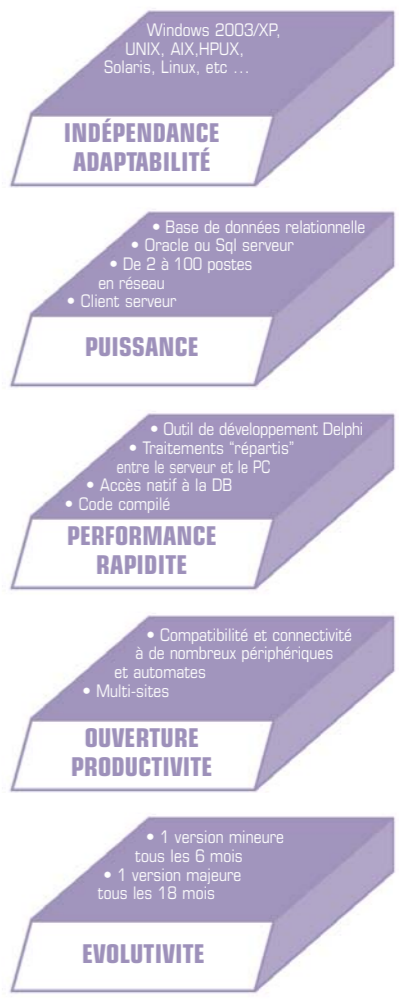 Windows 2003/XP,
UNIX, AIX,HPUX,
Solaris, Linux, etc ...
INDÉPENDANCE
ADAPTABILITÉ
• Base de données relationnelle
• Oracle ou Sql serveur
• De 2 à 100 postes
en réseau
• Client serveur
PUISSANCE
• Outil de développement Delphi
• Traitements “répartis”
entre le serveur et le PC
• Accès natif à la DB
• Code compilé
PERFORMANCE
RAPIDITE
• Compatibilité et connectivité
à de nombreux périphériques
et automates
• Multi-sites
OUVERTURE
PRODUCTIVITE
• 1 version mineure
tous les 6 mois
• 1 version majeure
tous les 18 mois
EVOLUTIVITE